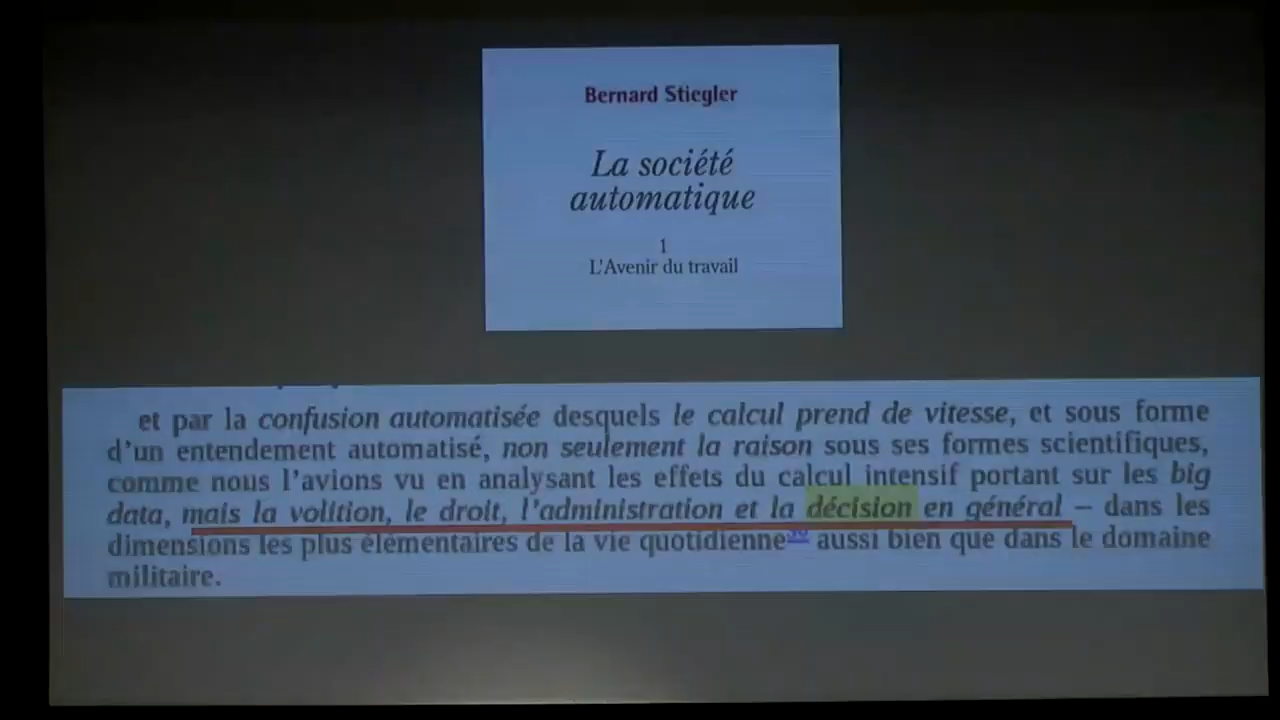 Bernard Stiegler
La société
automatique
1
L'Avenir du travail
et par la confusion automatisée desquels le calcul prend de vitesse, et sous forme
d'un entendement automatisé, non seulement la raison sous ses formes scientifiques,
comme nous l'avions vu en analysant les effets du calcul intensif portant sur les big
data, mais la volition, le droit, l'administration et la décision en général – dans les
dimensions les plus élémentaires de la vie quotidienne aussi bien que dans le domaine
militaire.